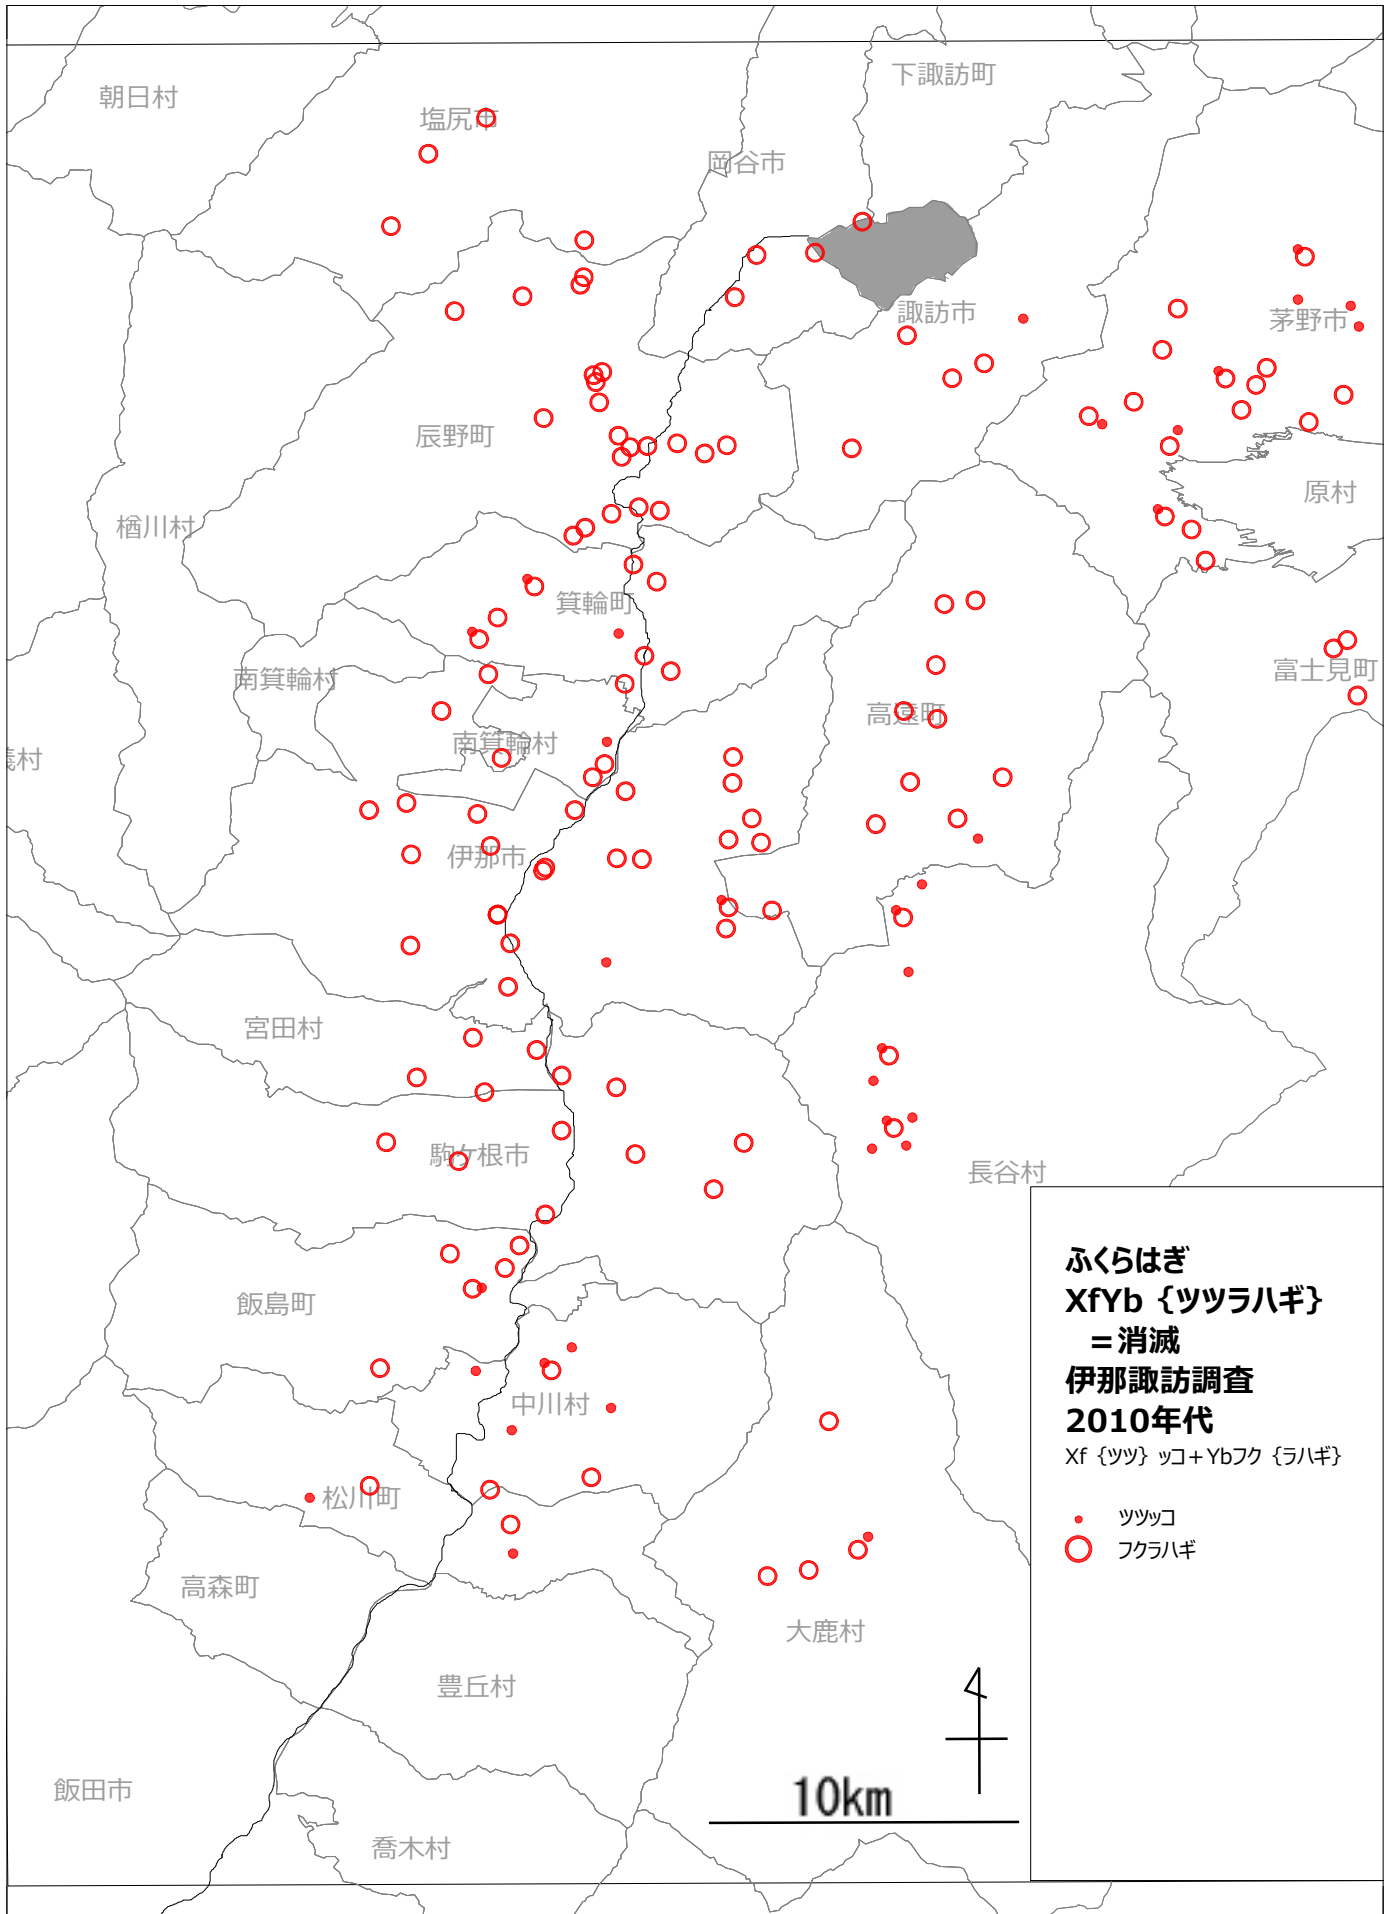 下諏訪町
朝日村
塩尻市
岡谷市
諏訪市
茅野市
辰野町
原村
楢川村
箕輪町
富士見町
南箕輪村
高遠町
南箕輪村
村
伊那市
宮田村
駒ケ根市
長谷村
飯島町
中川村
松川町
高森町
大鹿村
豊丘村
飯田市
喬木村
ふくらはぎ
XfYb {ツツラハギ}
=消滅
伊那諏訪調査
2010年代
Xf {ツツ} ッコ+Ybフク {ラハギ}
ツツッコ
フクラハギ
10km